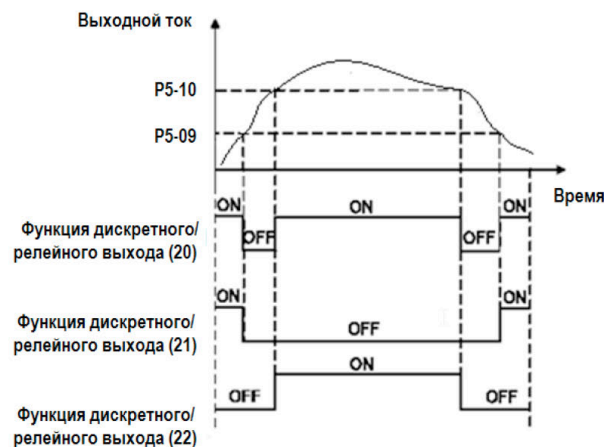 Выходной ток
P5-10
P5-09
Время
ON ON ON
Функция дискретного/
релейного выхода (20)
OFF OFF
ON ON
Функция дискретного/
релейного выхода (21)
OFF
ON
Функция дискретного/
релейного выхода (22)
OFF OFF